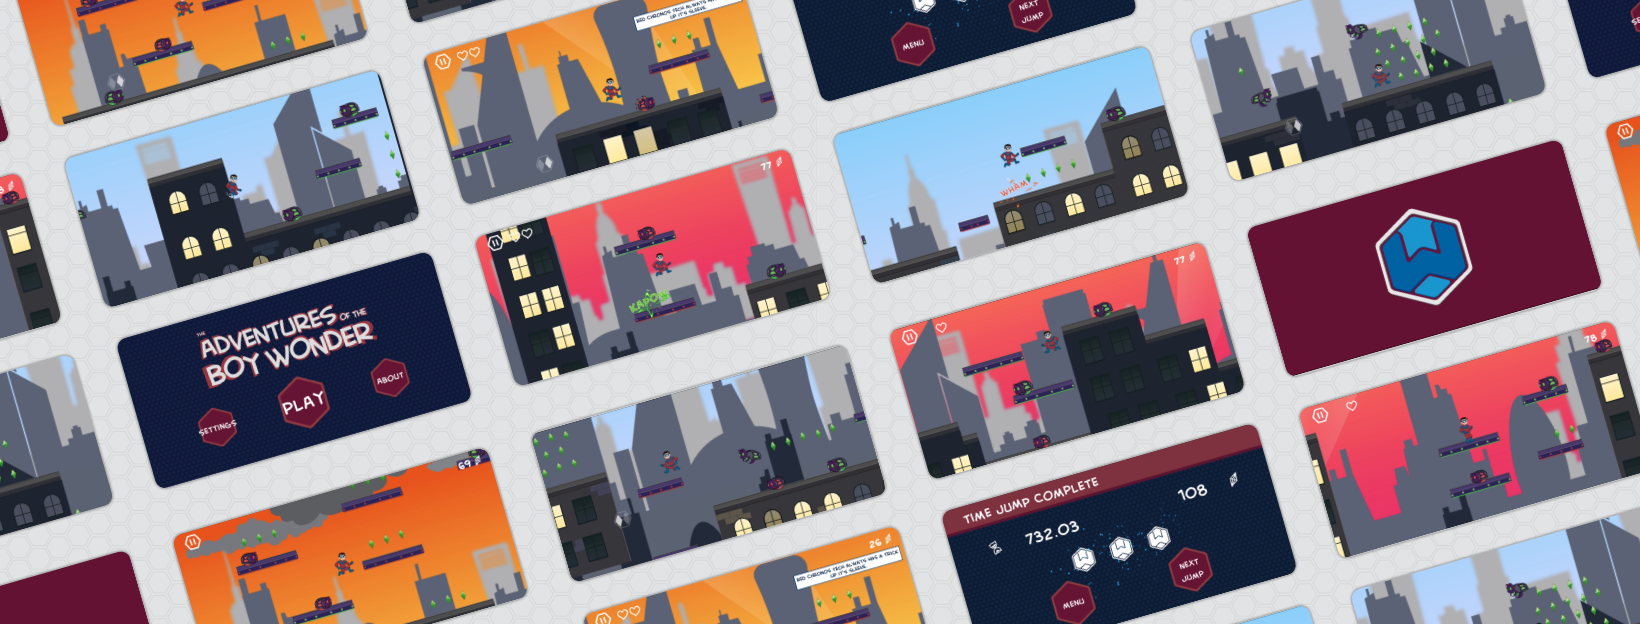 RED CHRONOS TECH ALWAYS HAS
UP IT'S SLEEVE.
MENU
NEXT
JUMP
77
WHAM
KAPOW
77
THE
ADVENTURES OF THE
BOY WONDER
SETTINGS
PLAY
ABOUT
78
69
TIME JUMP COMPLETE
732.03
108
MENU
NEXT
JUMP
26
RED CHRONOS TECH ALWAYS HAS A TRICK
UP IT'S SLEEVE.